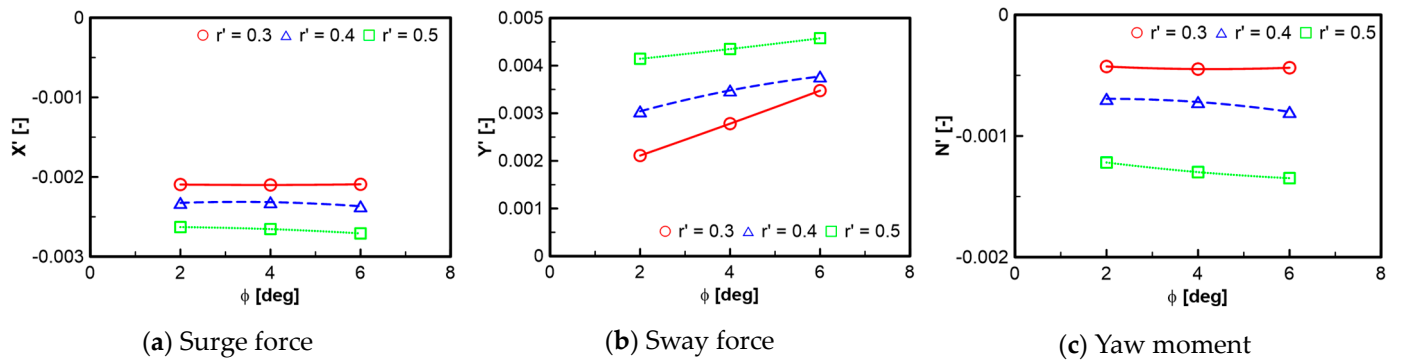 0
r' = 0.3 r' = 0.4 r' = 0.5
-0.001
X' [-]
-0.002
-0.003
0 2 4 6 8
ϕ [deg]
(a) Surge force
0.005
0.004
0.003
Y' [-]
0.002
0.001
r' = 0.3 r' = 0.4 r' = 0.5
0
0 2 4 6 8
ϕ [deg]
(b) Sway force
0
r' = 0.3 r' = 0.4 r' = 0.5
-0.001
N' [-]
-0.002
0 2 4 6 8
ϕ [deg]
(c) Yaw moment